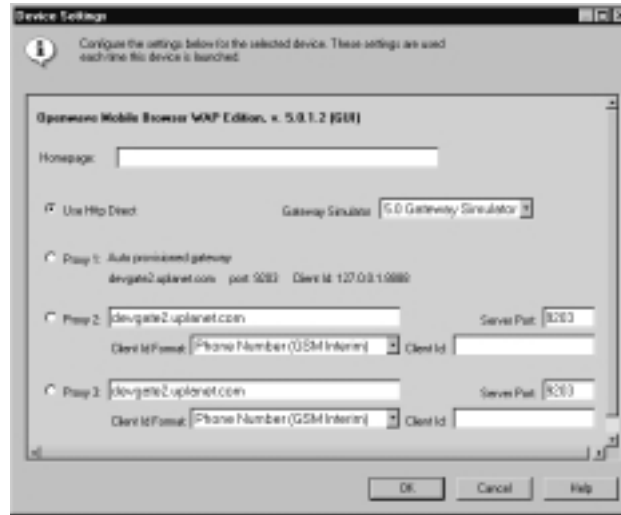 Device Settings
Configure the settings below for the selected device. These settings are used
each time this device is launched.
Openwave Mobile Browser WAP Edition, v. 5.0.1.2 (GUI)
Homepage:
Use Http Direct Gateway Simulator 5.0 Gateway Simulator
Proxy 1: Auto provisioned gateway
devgate2.uplanet.com port: 9203 Client Id: 127.0.0.1:9888
Proxy 2: devgate2.uplanet.com Server Port: 9203
Client Id Format: Phone Number (GSM Interim) Client Id:
Proxy 3: devgate2.uplanet.com Server Port: 9203
Client Id Format: Phone Number (GSM Interim) Client Id:
OK Cancel Help